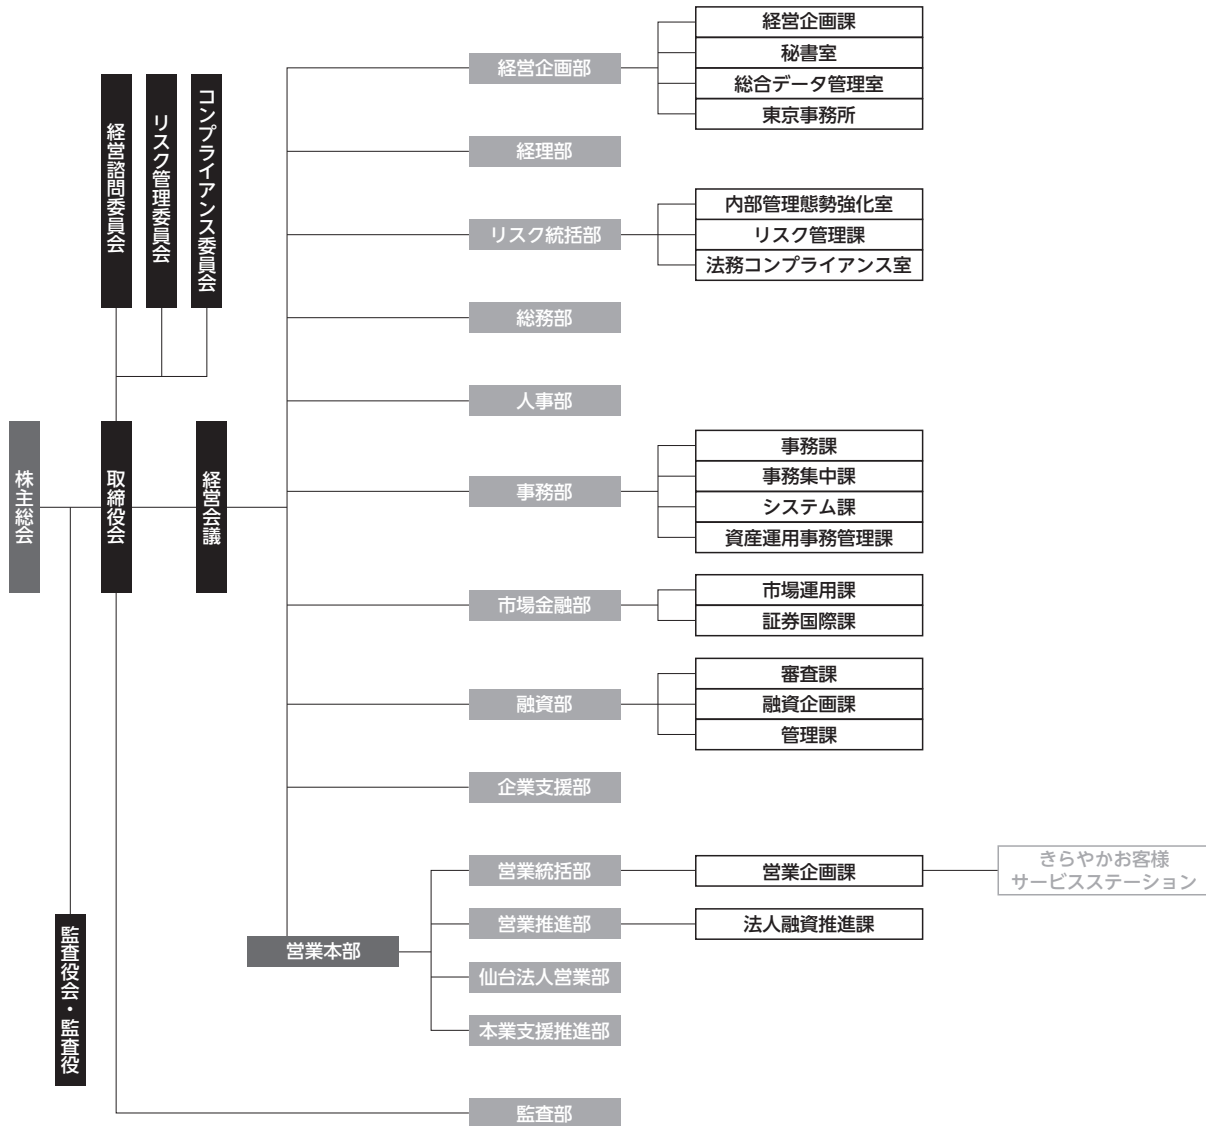 株主総会
監査役会・監査役
経営諮問委員会
リスク管理委員会
コンプライアンス委員会
取締役会
経営会議
経営企画部
経営企画課
秘書室
総合データ管理室
東京事務所
経理部
リスク統括部
内部管理態勢強化室
リスク管理課
法務コンプライアンス室
総務部
人事部
事務部
事務課
事務集中課
システム課
資産運用事務管理課
市場金融部
市場運用課
証券国際課
融資部
審査課
融資企画課
管理課
企業支援部
営業本部
営業統括部
営業企画課
きらやかお客様
サービスステーション
営業推進部
法人融資推進課
仙台法人営業部
本業支援推進部
監査部